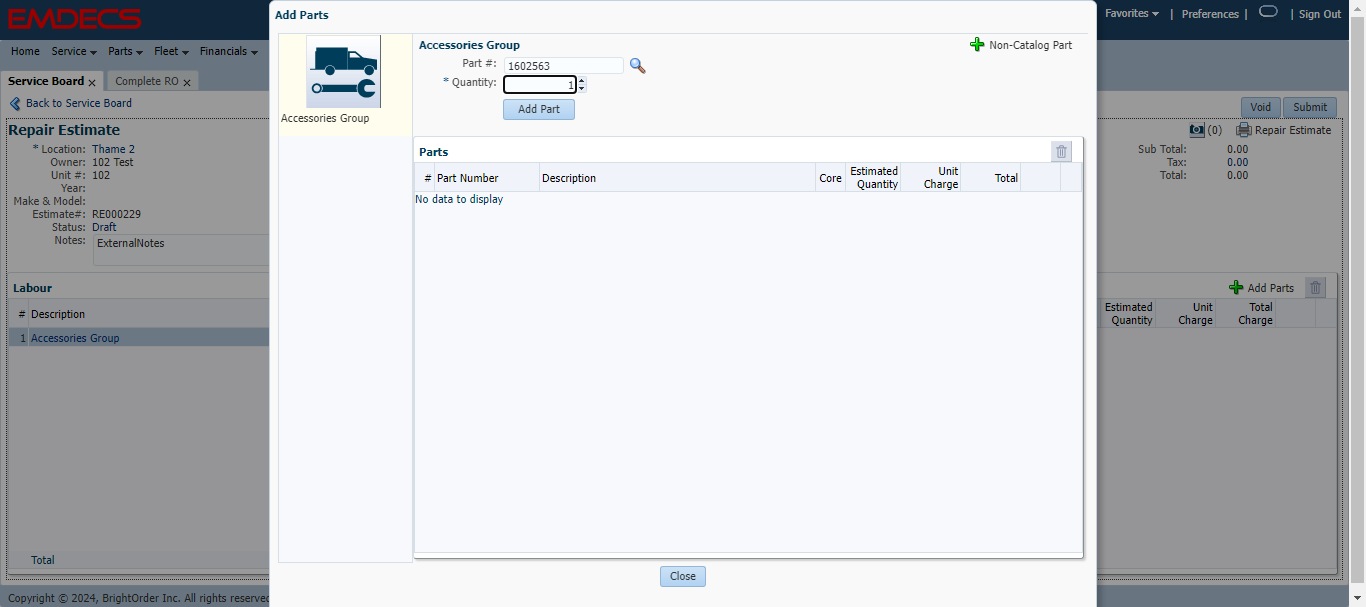 EMDECS
Favorites | Preferences | | Sign Out
Home Service Parts Fleet Financials
Service Board x Complete RO x
Back to Service Board
Void Submit
Repair Estimate
(0) Repair Estimate
* Location: Thame 2
Owner: 102 Test
Unit #: 102
Year:
Make & Model:
Estimate#: RE000229
Status: Draft
Notes: ExternalNotes
Sub Total: 0.00
Tax: 0.00
Total: 0.00
Labour
# Description
1 Accessories Group
Total
Add Parts
Estimated Quantity Unit Charge Total Charge
Copyright © 2024, BrightOrder Inc. All rights reserved
Add Parts
Accessories Group
Accessories Group
Non-Catalog Part
Part #: 1602563
* Quantity: 1
Add Part
Parts
# Part Number Description Core Estimated Quantity Unit Charge Total
No data to display
Close